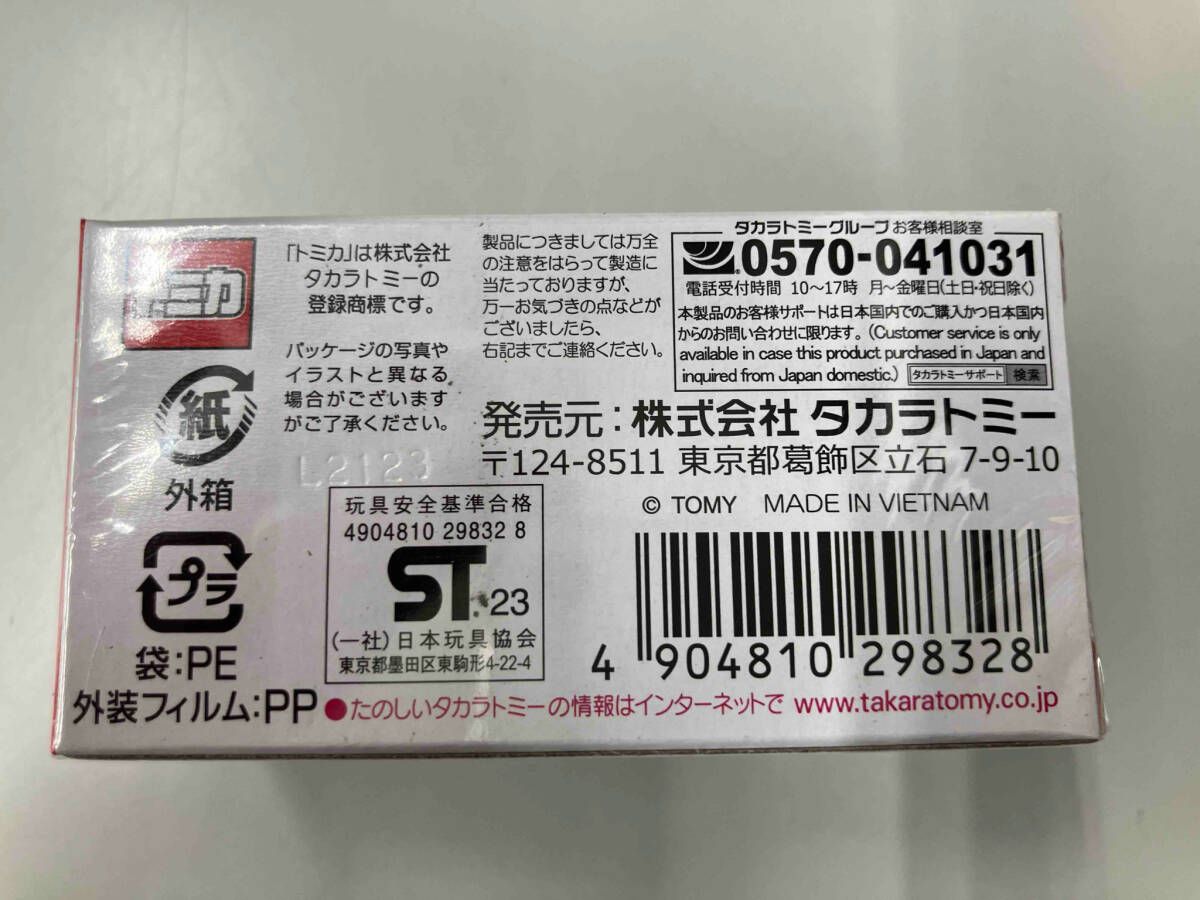 トミカ
「トミカ」は株式会社
タカラトミーの
登録商標です。
パッケージの写真や
イラストと異なる
場合がございます
がご了承ください。
L2123
製品につきましては万全
の注意をはらって製造に
当たっておりますが、
万一お気づきの点などが
ございましたら、
右記までご連絡ください。
タカラトミーグループ お客様相談室
0570-041031
電話受付時間 10〜17時 月〜金曜日(土日・祝日除く)
本製品のお客様サポートは日本国内でのご購入かつ日本国内
からのお問い合わせに限ります。(Customer service is only
available in case this product purchased in Japan and
inquired from Japan domestic.) タカラトミーサポート 検索
発売元:株式会社 タカラトミー
〒124-8511 東京都葛飾区立石 7-9-10
© TOMY MADE IN VIETNAM
紙
外箱
プラ
袋:PE
外装フィルム:PP
玩具安全基準合格
4904810 29832 8
ST. 23
(一社)日本玩具協会
東京都墨田区東駒形4-22-4
4 904810 298328
●たのしいタカラトミーの情報はインターネットで www.takaratomy.co.jp